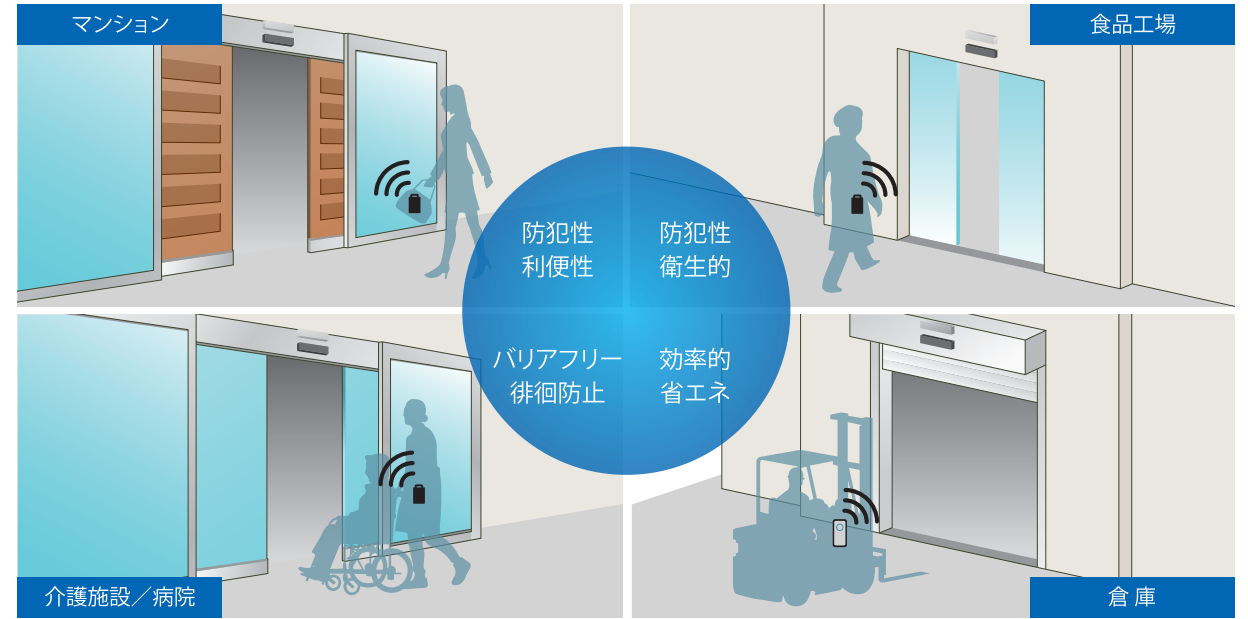 マンション
食品工場
防犯性
利便性
防犯性
衛生的
バリアフリー
徘徊防止
効率的
省エネ
介護施設／病院
倉 庫